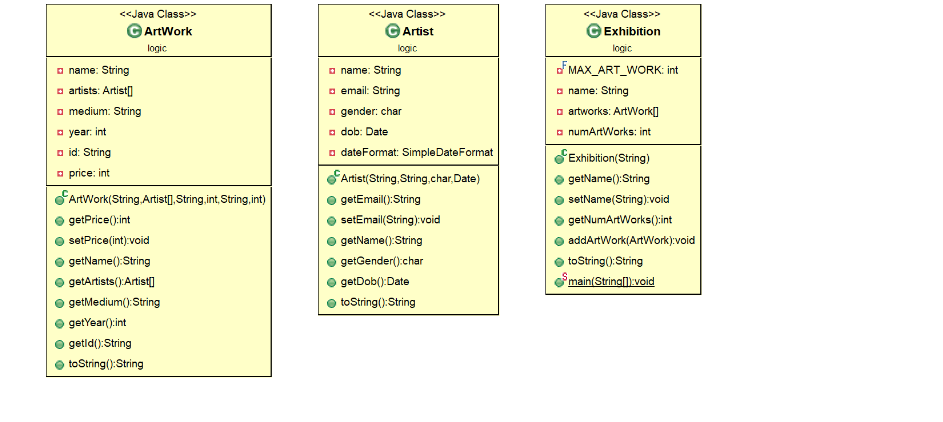 <<Java Class>>
C ArtWork
logic
name: String
artists: Artist[]
medium: String
year: int
id: String
price: int
C ArtWork(String,Artist[],String,int,String,int)
getPrice():int
setPrice(int):void
getName():String
getArtists():Artist[]
getMedium():String
getYear():int
getId():String
toString():String
<<Java Class>>
C Artist
logic
name: String
email: String
gender: char
dob: Date
dateFormat: SimpleDateFormat
C Artist(String,String,char,Date)
getEmail():String
setEmail(String):void
getName():String
getGender():char
getDob():Date
toString():String
<<Java Class>>
C Exhibition
logic
F MAX_ART_WORK: int
name: String
artworks: ArtWork[]
numArtWorks: int
C Exhibition(String)
getName():String
setName(String):void
getNumArtWorks():int
addArtWork(ArtWork):void
toString():String
S main(String[]):void